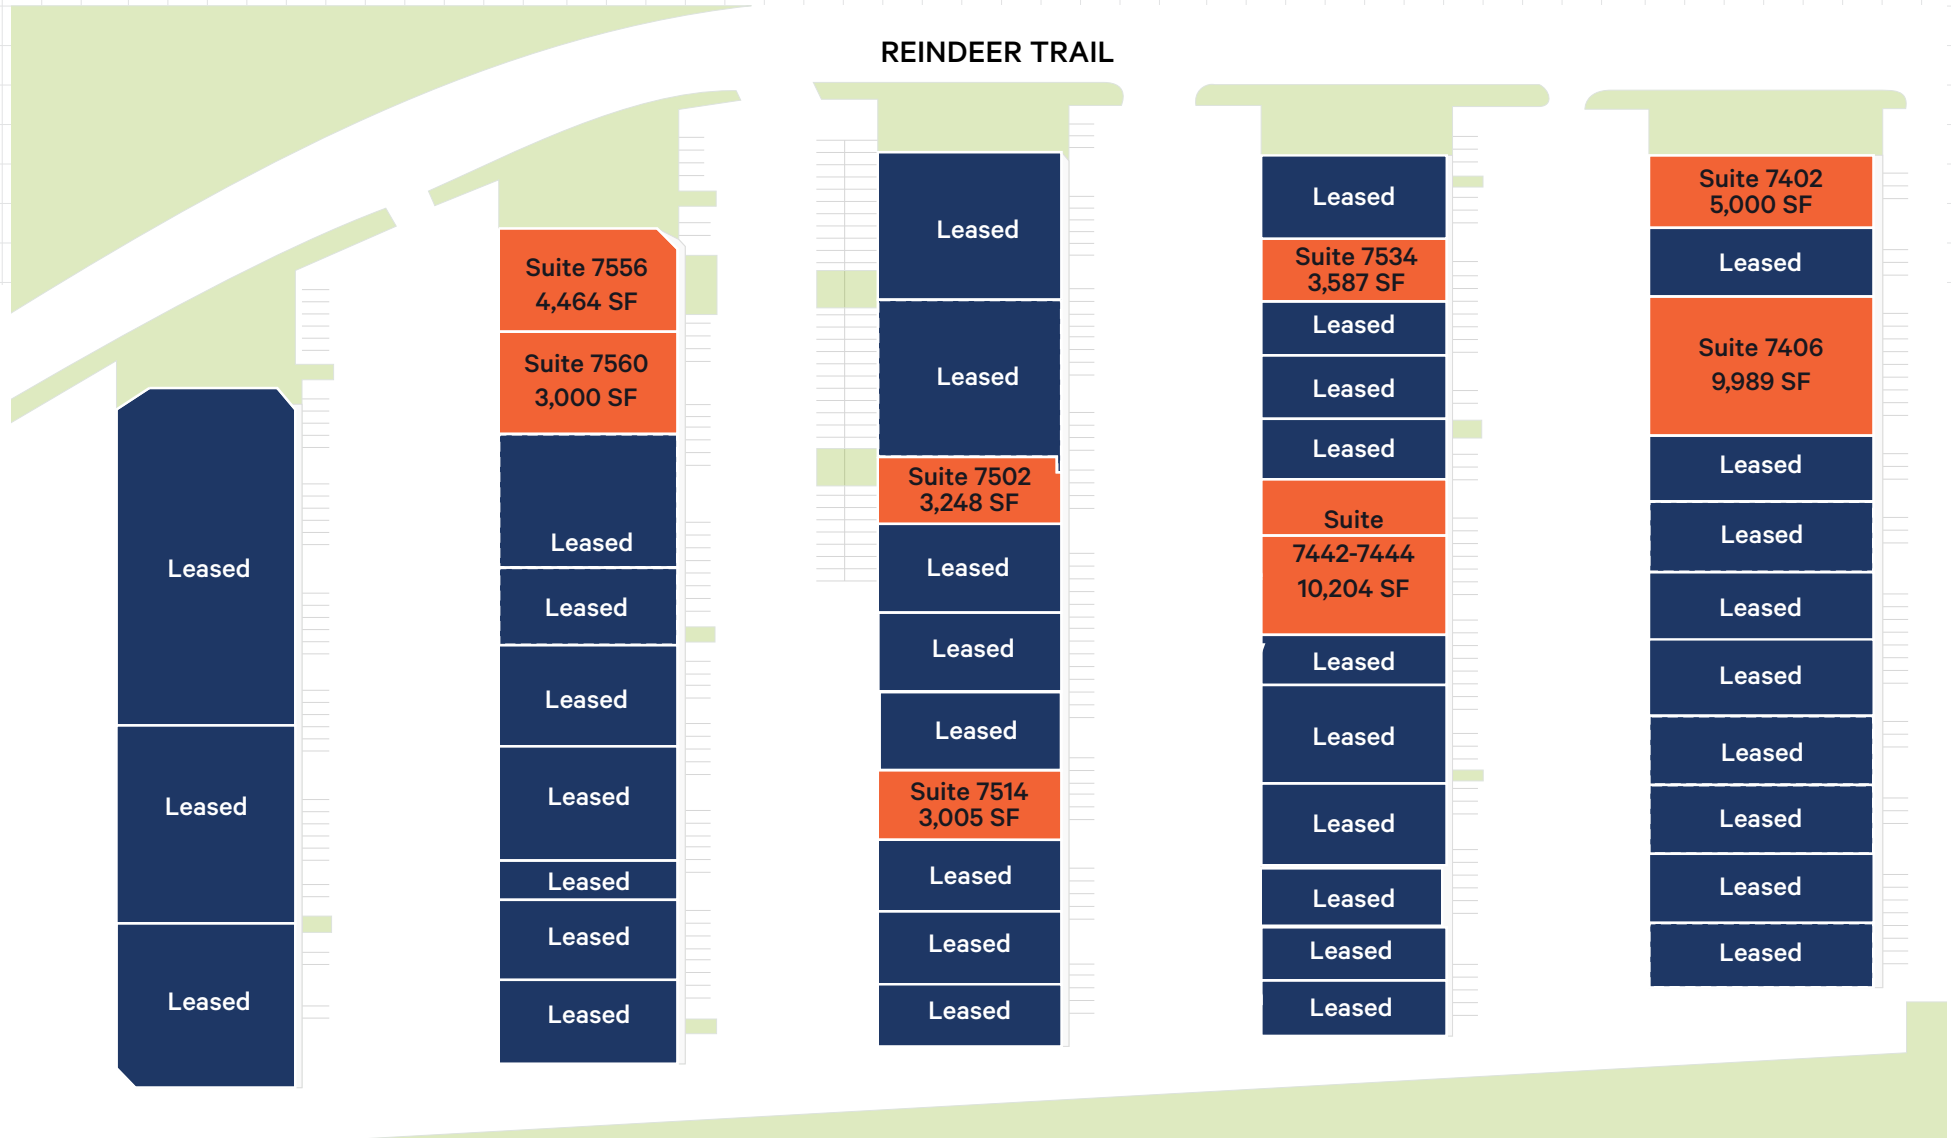 REINDEER TRAIL
Leased
Leased
Leased
Suite 7556
4,464 SF
Suite 7560
3,000 SF
Leased
Leased
Leased
Leased
Leased
Leased
Leased
Leased
Leased
Suite 7502
3,248 SF
Leased
Leased
Leased
Suite 7514
3,005 SF
Leased
Leased
Leased
Leased
Suite 7534
3,587 SF
Leased
Leased
Leased
Suite
7442-7444
10,204 SF
Leased
Leased
Leased
Leased
Leased
Leased
Suite 7402
5,000 SF
Leased
Suite 7406
9,989 SF
Leased
Leased
Leased
Leased
Leased
Leased
Leased
Leased